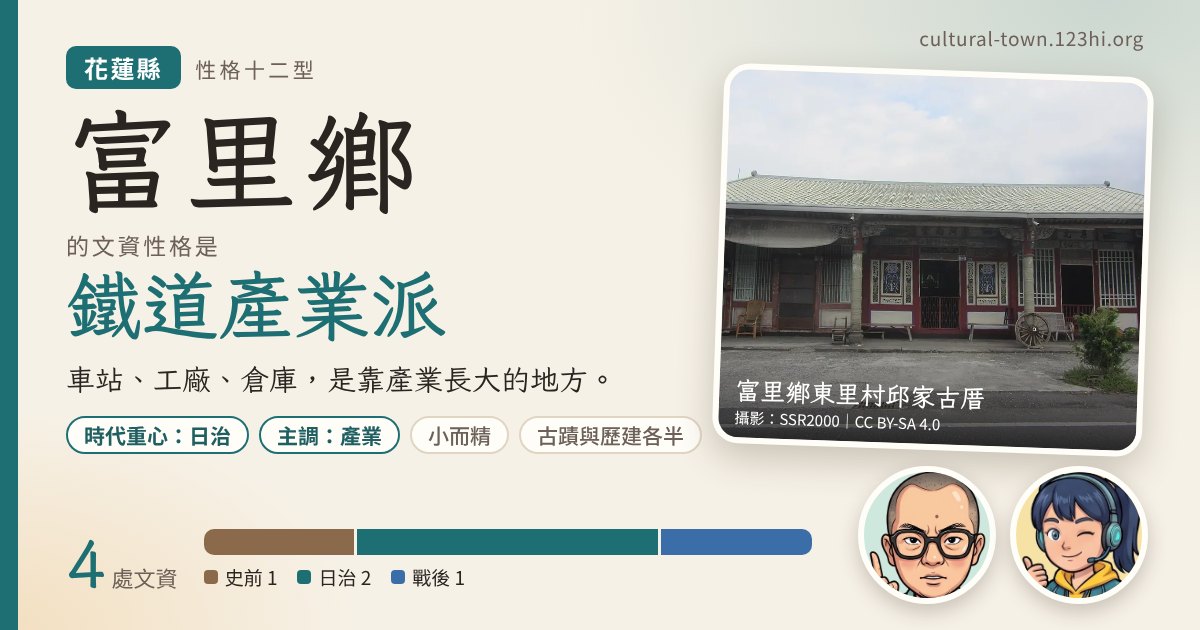 cultural-town.123hi.org
花蓮縣 性格十二型
富里鄉
的文資性格是
鐵道產業派
車站、工廠、倉庫，是靠產業長大的地方。
時代重心：日治 主調：產業 小而精 古蹟與歷建各半
富里鄉東里村邱家古厝
攝影：SSR2000｜CC BY-SA 4.0
4 處文資
史前 1 日治 2 戰後 1